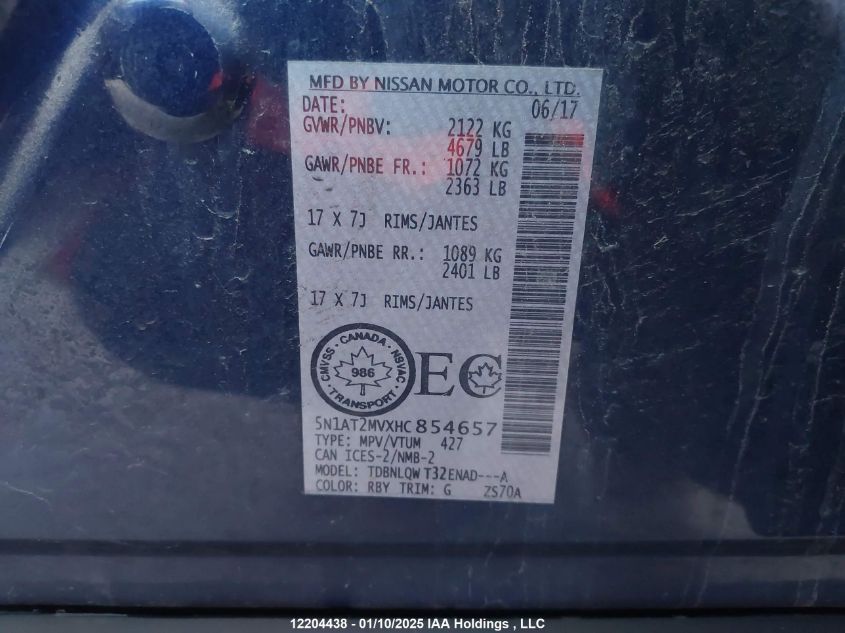 MFD BY NISSAN MOTOR CO., LTD.
DATE: 06/17
GVWR/PNBV: 2122 KG
4679 LB
GAWR/PNBE FR.: 1072 KG
2363 LB
17 X 7J RIMS/JANTES
GAWR/PNBE RR.: 1089 KG
2401 LB
17 X 7J RIMS/JANTES
CMVSS · CANADA · NSVAC · TRANSPORT ·
986
EC
5N1AT2MVXHC854657
TYPE: MPV/VTUM 427
CAN ICES-2/NMB-2
MODEL: TDBNLQW T32ENAD---A
COLOR: RBY TRIM: G ZS70A
12204438 - 01/10/2025 IAA Holdings , LLC